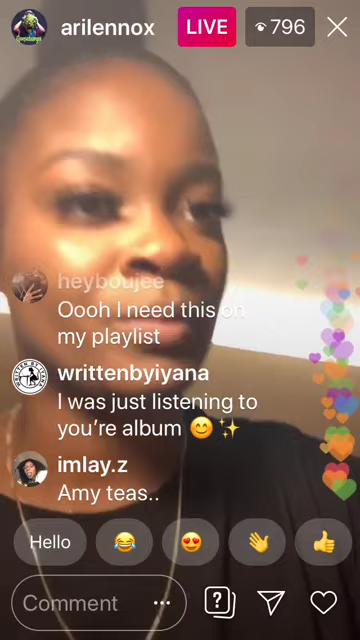 arilennox
LIVE
796
heyboujee
Oooh I need this on
my playlist
writtenbyiyana
I was just listening to
you're album 😊✨
imlay.z
Amy teas..
Hello
Comment